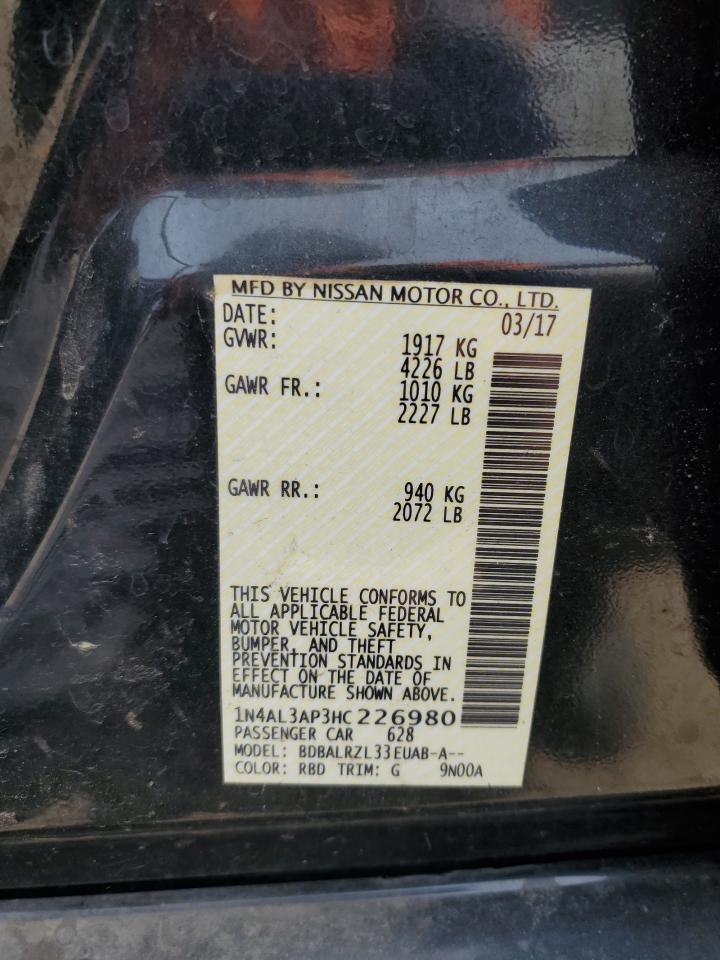 MFD BY NISSAN MOTOR CO., LTD.
DATE: 03/17
GVWR: 1917 KG
4226 LB
GAWR FR.: 1010 KG
2227 LB
GAWR RR.: 940 KG
2072 LB
THIS VEHICLE CONFORMS TO
ALL APPLICABLE FEDERAL
MOTOR VEHICLE SAFETY,
BUMPER, AND THEFT
PREVENTION STANDARDS IN
EFFECT ON THE DATE OF
MANUFACTURE SHOWN ABOVE.
1N4AL3AP3HC226980
PASSENGER CAR 628
MODEL: BDBALRZL33EUAB-A--
COLOR: RBD TRIM: G 9N00A